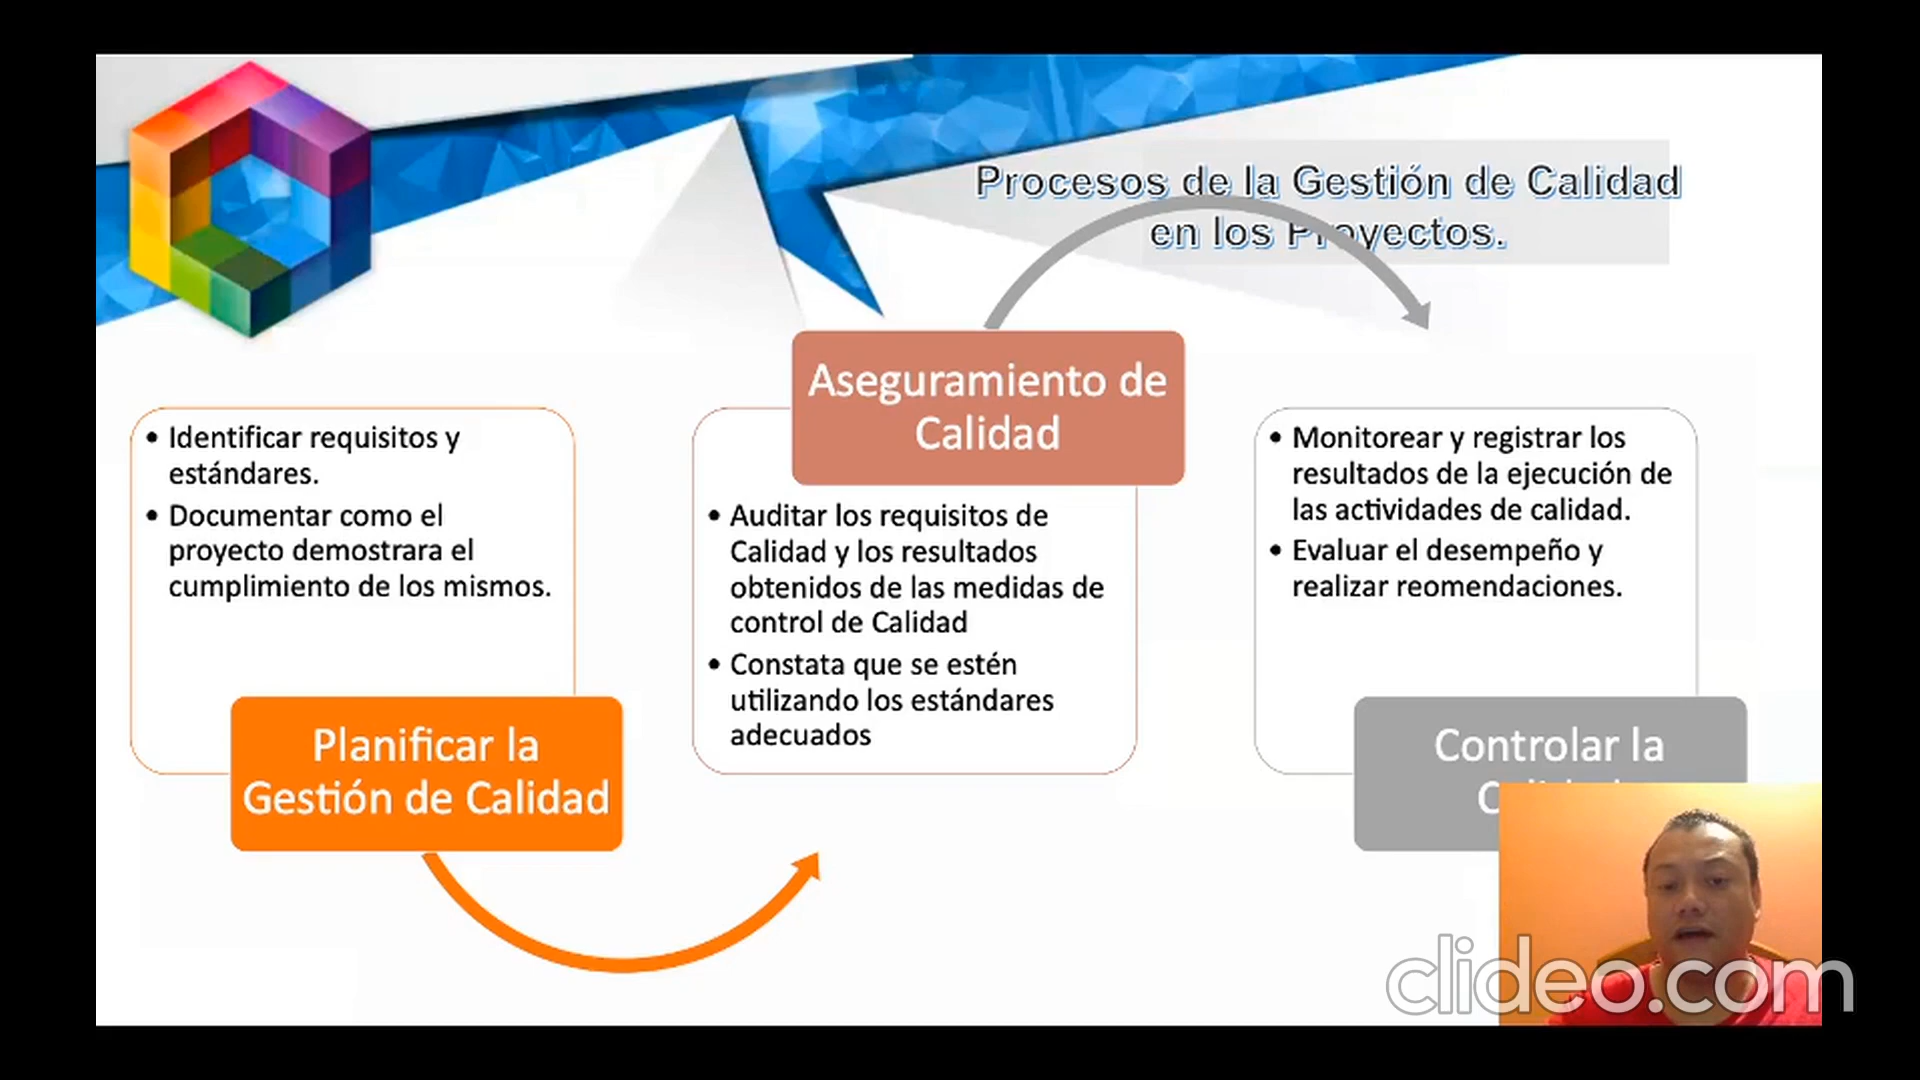 Procesos de la Gestión de Calidad
en los Proyectos.
• Identificar requisitos y
estándares.
• Documentar como el
proyecto demostrara el
cumplimiento de los mismos.
Planificar la
Gestión de Calidad
Aseguramiento de
Calidad
• Auditar los requisitos de
Calidad y los resultados
obtenidos de las medidas de
control de Calidad
• Constata que se estén
utilizando los estándares
adecuados
• Monitorear y registrar los
resultados de la ejecución de
las actividades de calidad.
• Evaluar el desempeño y
realizar reomendaciones.
Controlar la
clideo.com